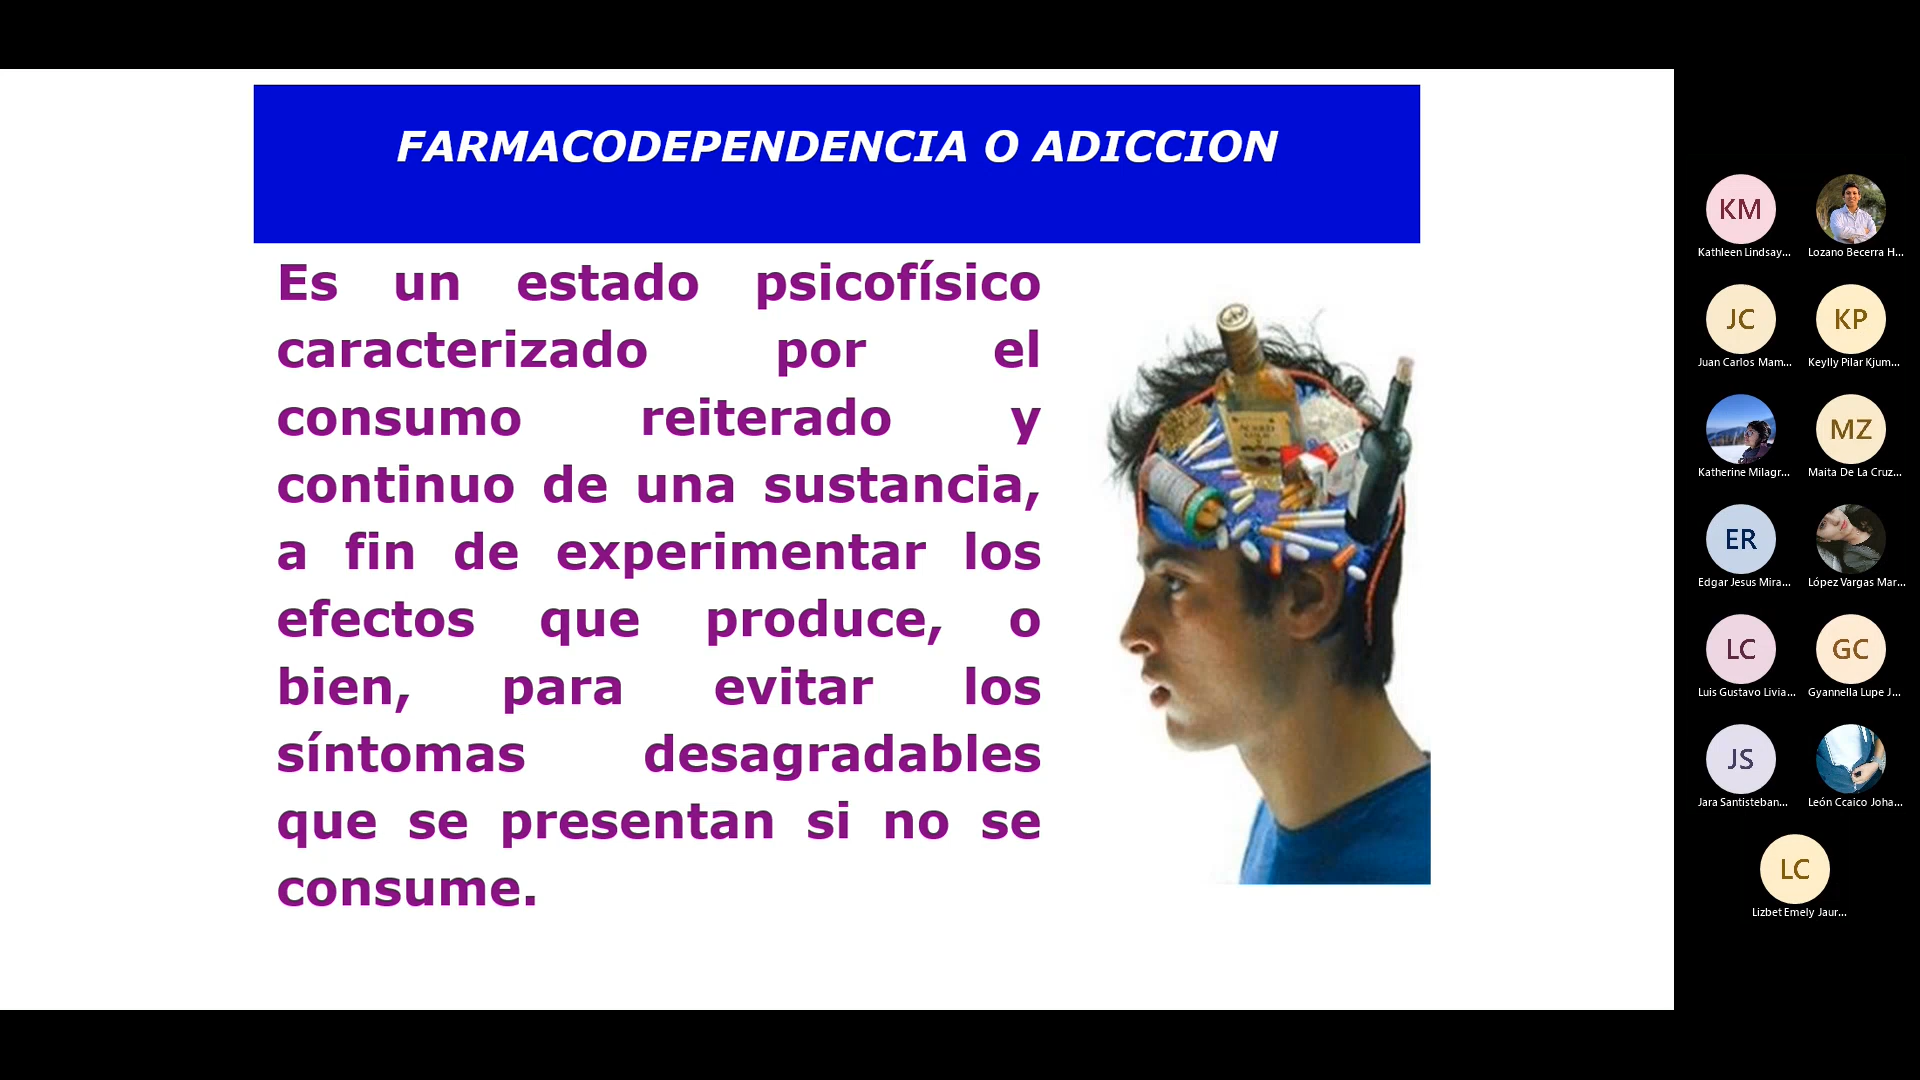 FARMACODEPENDENCIA O ADICCION
Es un estado psicofísico
caracterizado por el
consumo reiterado y
continuo de una sustancia,
a fin de experimentar los
efectos que produce, o
bien, para evitar los
síntomas desagradables
que se presentan si no se
consume.
KM
Kathleen Lindsay...
Lozano Becerra H...
JC
Juan Carlos Mam...
KP
Keylly Pilar Kjum...
Katherine Milagr...
MZ
Maita De La Cruz...
ER
Edgar Jesus Mira...
López Vargas Mar...
LC
Luis Gustavo Livia...
GC
Gyannella Lupe J...
JS
Jara Santisteban...
León Ccaico Joha...
LC
Lizbet Emely Jaur...